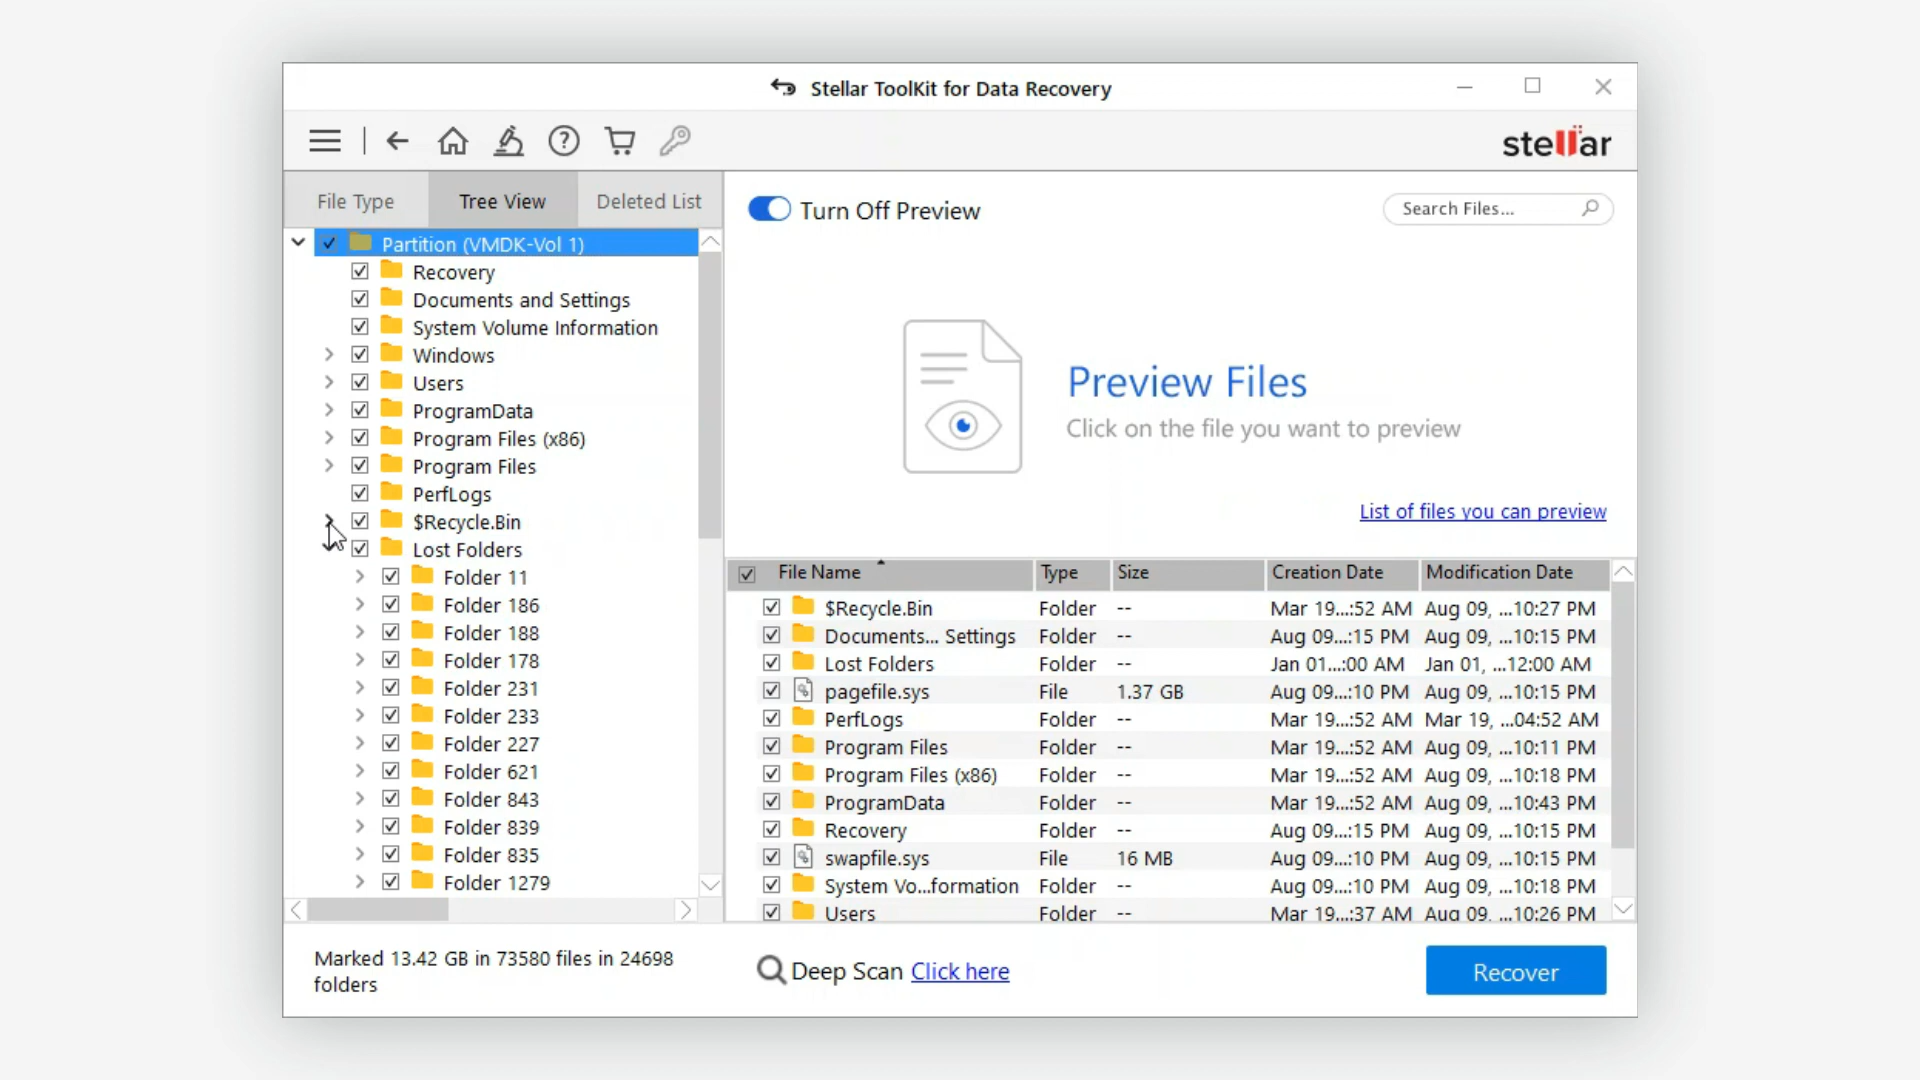 Stellar ToolKit for Data Recovery
stellar
File Type
Tree View
Deleted List
Turn Off Preview
Search Files...
Partition (VMDK-Vol 1)
Recovery
Documents and Settings
System Volume Information
Windows
Users
ProgramData
Program Files (x86)
Program Files
PerfLogs
$Recycle.Bin
Lost Folders
Folder 11
Folder 186
Folder 188
Folder 178
Folder 231
Folder 233
Folder 227
Folder 621
Folder 843
Folder 839
Folder 835
Folder 1279
Preview Files
Click on the file you want to preview
List of files you can preview
File Name Type Size Creation Date Modification Date
$Recycle.Bin Folder -- Mar 19...:52 AM Aug 09, ...10:27 PM
Documents... Settings Folder -- Aug 09...:15 PM Aug 09, ...10:15 PM
Lost Folders Folder -- Jan 01...:00 AM Jan 01, ...12:00 AM
pagefile.sys File 1.37 GB Aug 09...:10 PM Aug 09, ...10:15 PM
PerfLogs Folder -- Mar 19...:52 AM Mar 19, ...04:52 AM
Program Files Folder -- Mar 19...:52 AM Aug 09, ...10:11 PM
Program Files (x86) Folder -- Mar 19...:52 AM Aug 09, ...10:18 PM
ProgramData Folder -- Mar 19...:52 AM Aug 09, ...10:43 PM
Recovery Folder -- Aug 09...:15 PM Aug 09, ...10:15 PM
swapfile.sys File 16 MB Aug 09...:10 PM Aug 09, ...10:15 PM
System Vo...formation Folder -- Aug 09...:10 PM Aug 09, ...10:18 PM
Users Folder -- Mar 19...:37 AM Aug 09, ...10:26 PM
Marked 13.42 GB in 73580 files in 24698
folders
Deep Scan Click here
Recover